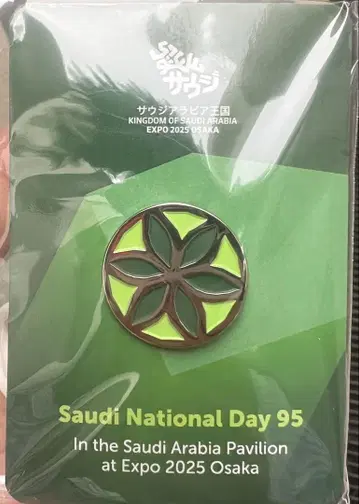 サウジ
サウジアラビア王国
KINGDOM OF SAUDI ARABIA
EXPO 2025 OSAKA
Saudi National Day 95
In the Saudi Arabia Pavilion
at Expo 2025 Osaka